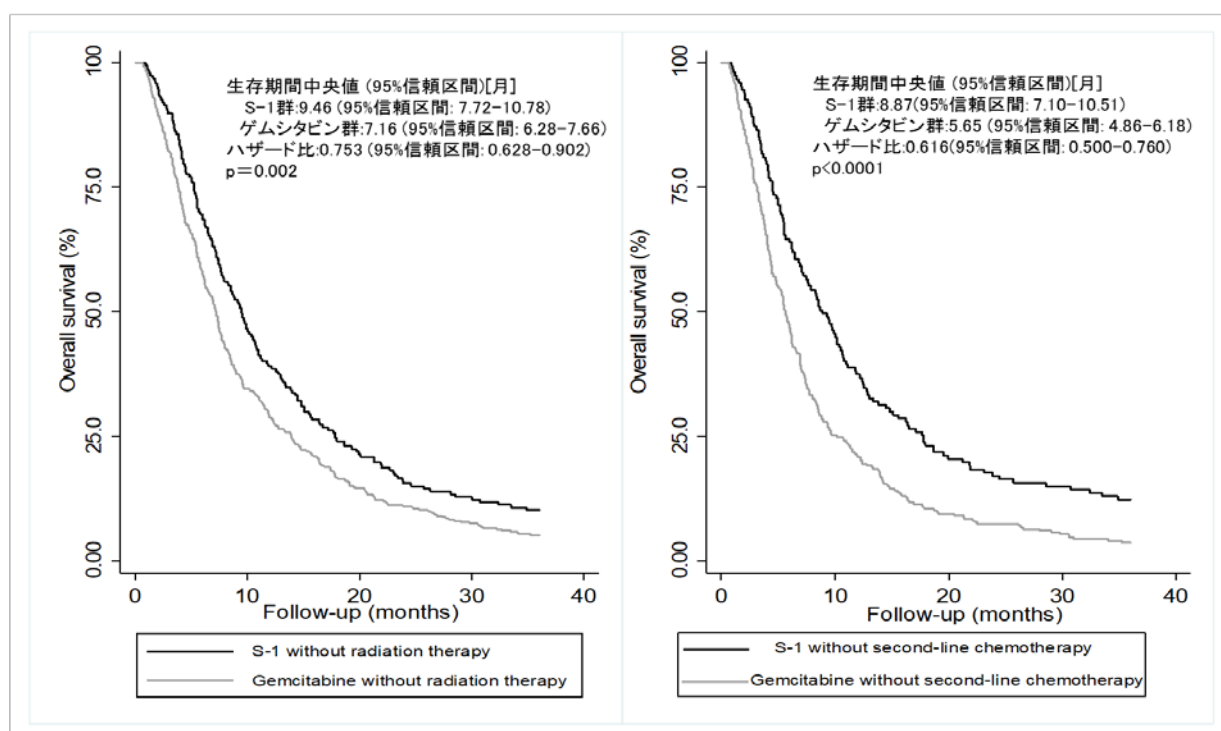 生存期間中央値 (95%信頼区間)[月]
S-1群:9.46 (95%信頼区間: 7.72-10.78)
ゲムシタビン群:7.16 (95%信頼区間: 6.28-7.66)
ハザード比:0.753 (95%信頼区間: 0.628-0.902)
p=0.002
Overall survival (%)
100
75.0
50.0
25.0
0.00
0 10 20 30 40
Follow-up (months)
S-1 without radiation therapy
Gemcitabine without radiation therapy
生存期間中央値 (95%信頼区間)[月]
S-1群:8.87(95%信頼区間: 7.10-10.51)
ゲムシタビン群:5.65 (95%信頼区間: 4.86-6.18)
ハザード比:0.616(95%信頼区間: 0.500-0.760)
p<0.0001
Overall survival (%)
100
75.0
50.0
25.0
0.00
0 10 20 30 40
Follow-up (months)
S-1 without second-line chemotherapy
Gemcitabine without second-line chemotherapy